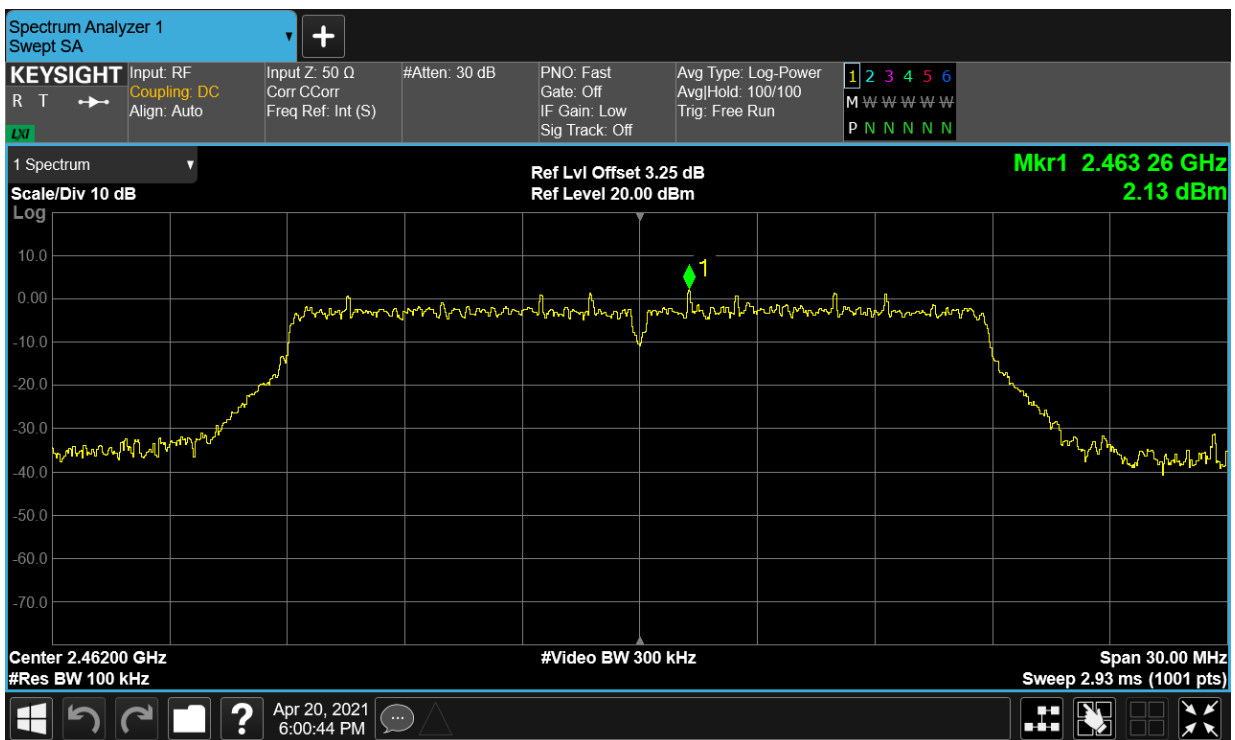 Spectrum Analyzer 1
Swept SA
KEYSIGHT
R T
LXI
Input: RF
Coupling: DC
Align: Auto
Input Z: 50 Ω
Corr CCorr
Freq Ref: Int (S)
#Atten: 30 dB
PNO: Fast
Gate: Off
IF Gain: Low
Sig Track: Off
Avg Type: Log-Power
Avg|Hold: 100/100
Trig: Free Run
1 2 3 4 5 6
M W W W W W
P N N N N N
1 Spectrum
Scale/Div 10 dB
Log
Ref Lvl Offset 3.25 dB
Ref Level 20.00 dBm
Mkr1 2.463 26 GHz
2.13 dBm
1
10.0
0.00
-10.0
-20.0
-30.0
-40.0
-50.0
-60.0
-70.0
Center 2.46200 GHz
#Res BW 100 kHz
#Video BW 300 kHz
Span 30.00 MHz
Sweep 2.93 ms (1001 pts)
?
Apr 20, 2021
6:00:44 PM